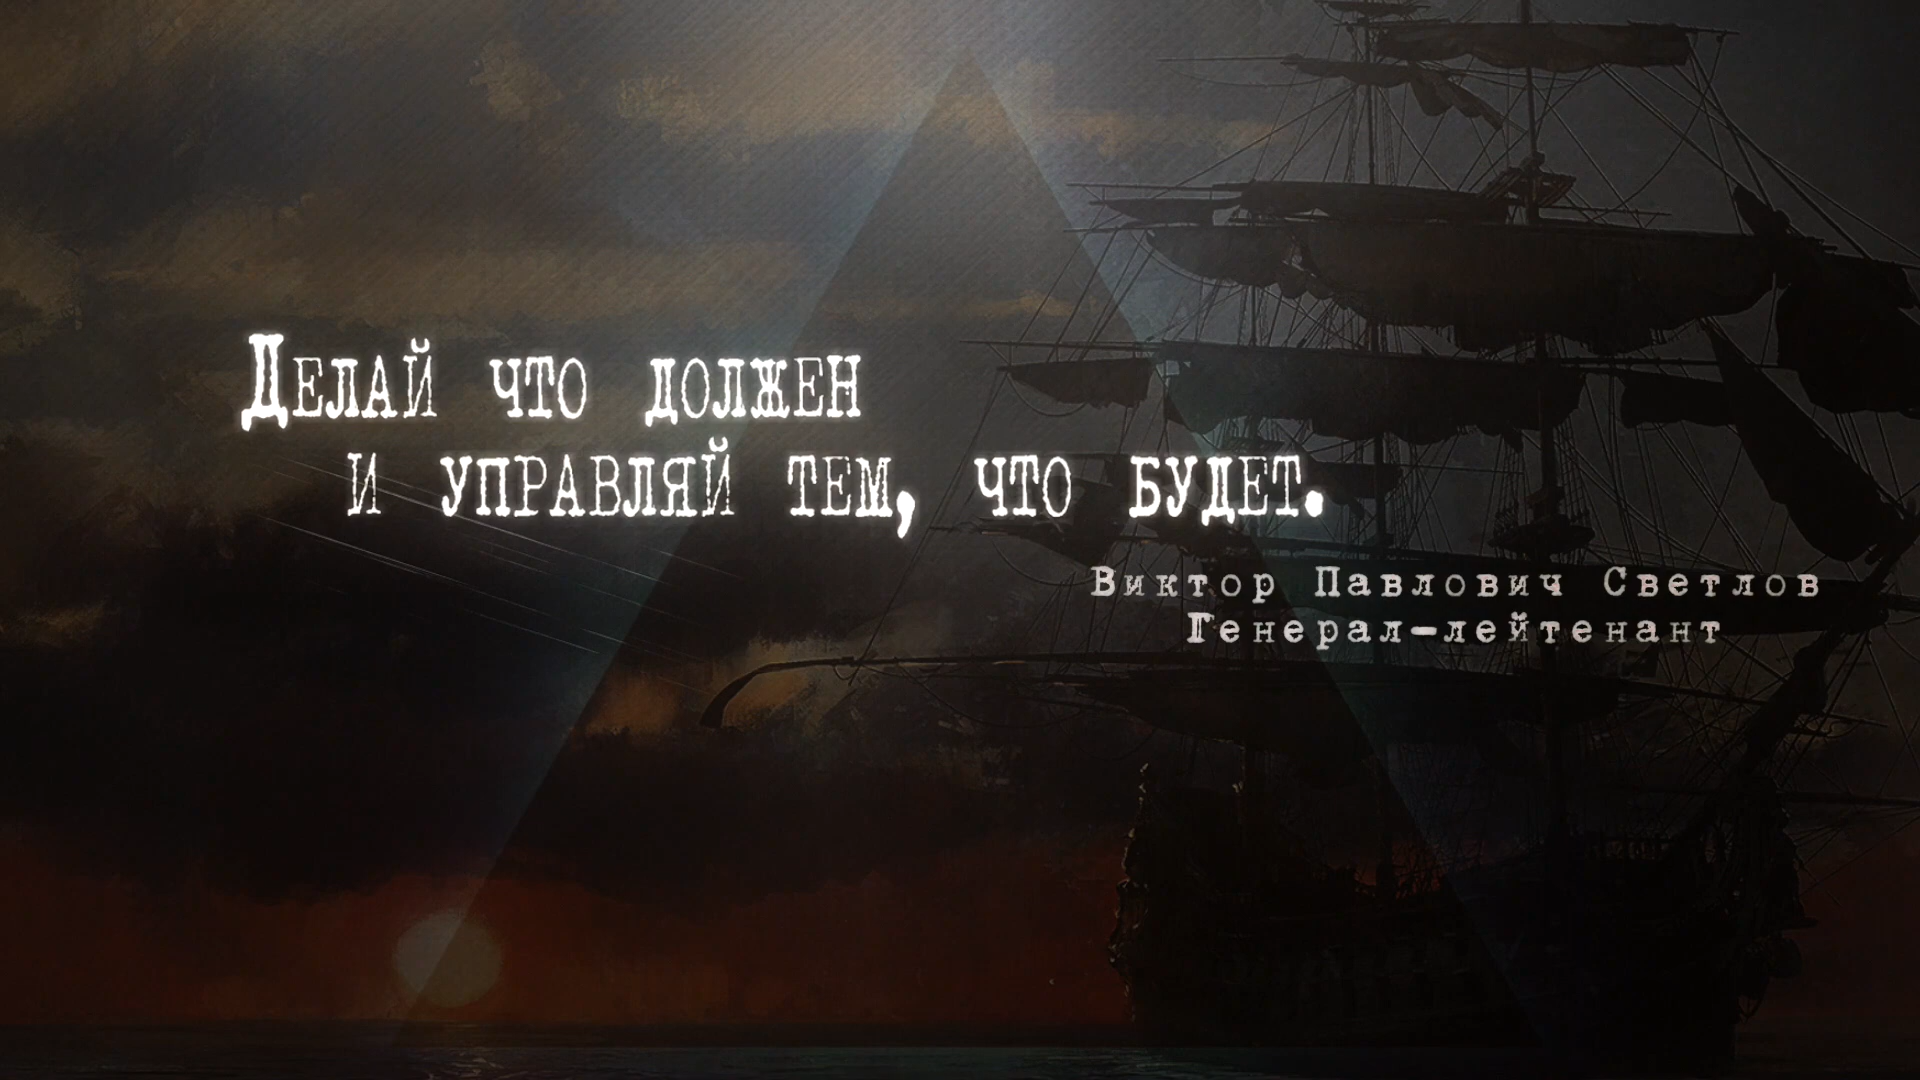 Делай что должен
и управляй тем, что будет.
Виктор Павлович Светлов
Генерал-лейтенант